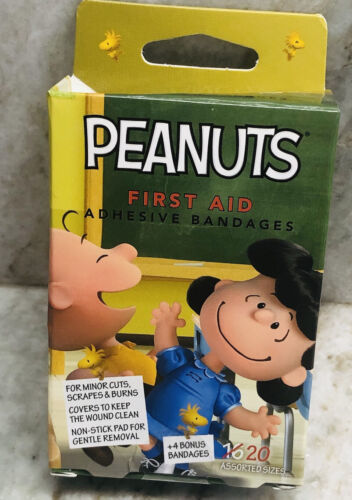 PEANUTS®
FIRST AID
ADHESIVE BANDAGES
FOR MINOR CUTS,
SCRAPES & BURNS
COVERS TO KEEP
THE WOUND CLEAN
NON-STICK PAD FOR
GENTLE REMOVAL
+4 BONUS
BANDAGES
16 20
ASSORTED SIZES